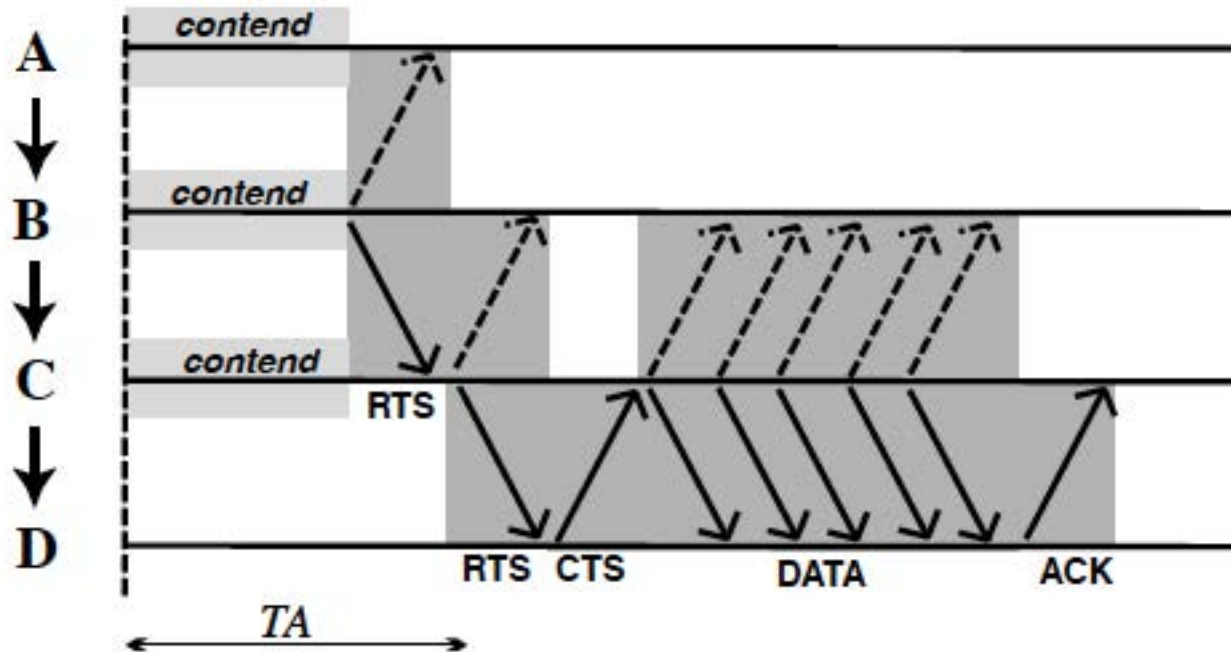 contend
A
contend
B
contend
C
RTS
D
RTS CTS DATA ACK
TA